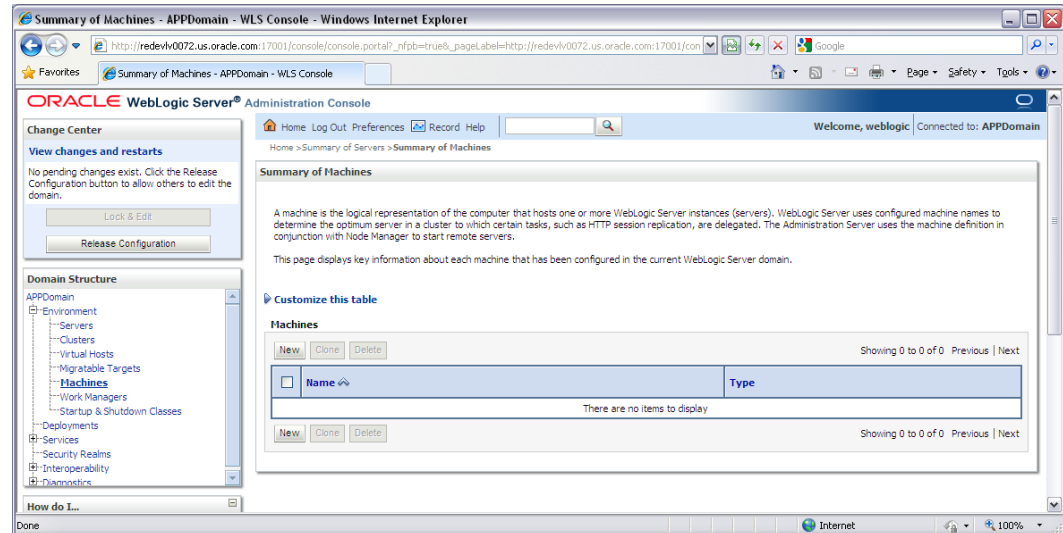 Summary of Machines - APPDomain - WLS Console - Windows Internet Explorer
http://redevlv0072.us.oracle.com:17001/console/console.portal?_nfpb=true&_pageLabel=http://redevlv0072.us.oracle.com:17001/con
Google
Favorites
Summary of Machines - APPDomain - WLS Console
Page
Safety
Tools
ORACLE WebLogic Server® Administration Console
Change Center
View changes and restarts
No pending changes exist. Click the Release
Configuration button to allow others to edit the
domain.
Lock & Edit
Release Configuration
Domain Structure
APPDomain
Environment
Servers
Clusters
Virtual Hosts
Migratable Targets
Machines
Work Managers
Startup & Shutdown Classes
Deployments
Services
Security Realms
Interoperability
Diagnostics
How do I...
Home Log Out Preferences Record Help
Welcome, weblogic Connected to: APPDomain
Home >Summary of Servers >Summary of Machines
Summary of Machines
A machine is the logical representation of the computer that hosts one or more WebLogic Server instances (servers). WebLogic Server uses configured machine names to
determine the optimum server in a cluster to which certain tasks, such as HTTP session replication, are delegated. The Administration Server uses the machine definition in
conjunction with Node Manager to start remote servers.
This page displays key information about each machine that has been configured in the current WebLogic Server domain.
Customize this table
Machines
New Clone Delete
Showing 0 to 0 of 0 Previous | Next
Name
Type
There are no items to display
New Clone Delete
Showing 0 to 0 of 0 Previous | Next
Done
Internet
100%